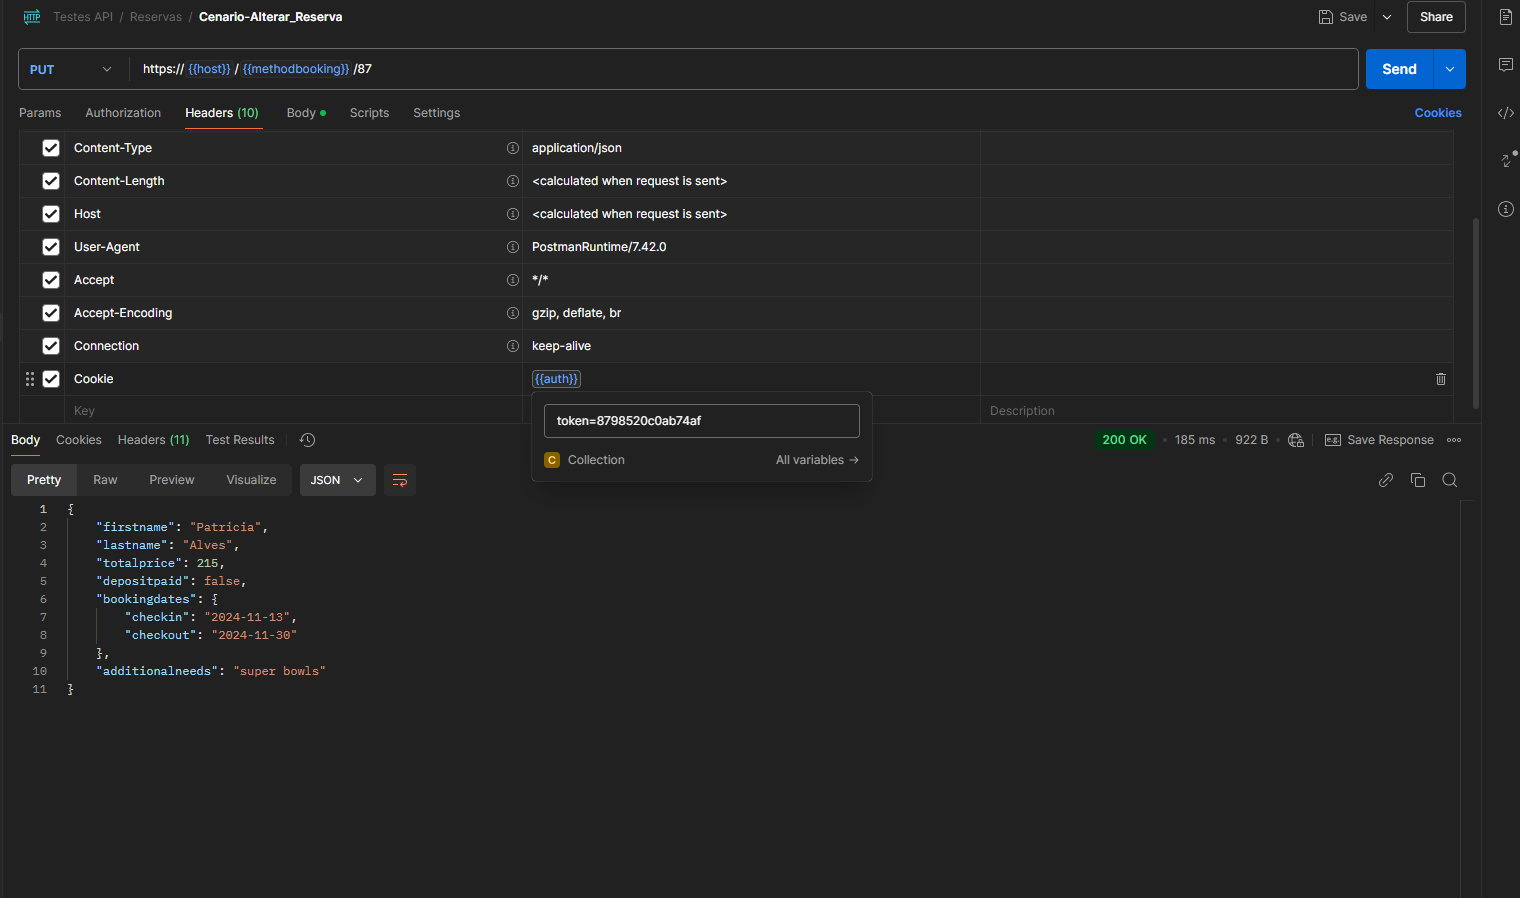 HTTP Testes API / Reservas / Cenario-Alterar_Reserva Save Share
PUT https:// {{host}} / {{methodbooking}} /87 Send
Params Authorization Headers (10) Body Scripts Settings Cookies
Content-Type application/json
Content-Length <calculated when request is sent>
Host <calculated when request is sent>
User-Agent PostmanRuntime/7.42.0
Accept */*
Accept-Encoding gzip, deflate, br
Connection keep-alive
Cookie {{auth}}
Key Description
token=8798520c0ab74af
C Collection All variables →
Body Cookies Headers (11) Test Results 200 OK • 185 ms • 922 B • e.g. Save Response
Pretty Raw Preview Visualize JSON
1 {
2 "firstname": "Patricia",
3 "lastname": "Alves",
4 "totalprice": 215,
5 "depositpaid": false,
6 "bookingdates": {
7 "checkin": "2024-11-13",
8 "checkout": "2024-11-30"
9 },
10 "additionalneeds": "super bowls"
11 }